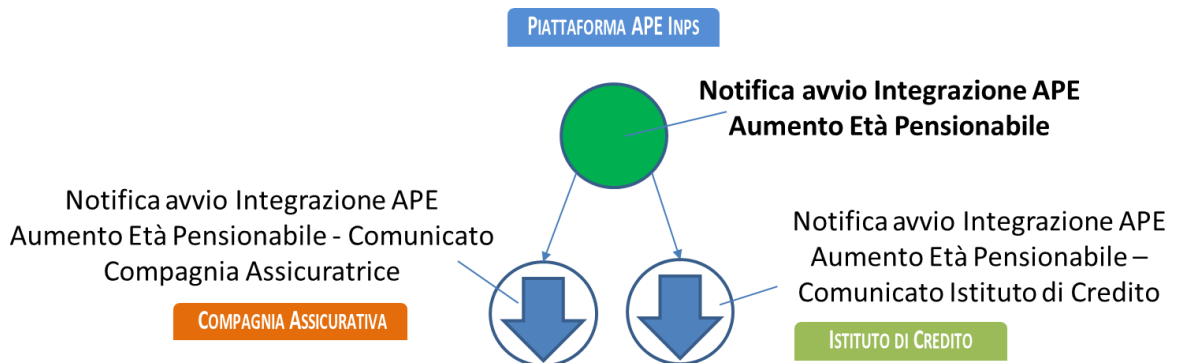 PIATTAFORMA APE INPS
Notifica avvio Integrazione APE
Aumento Età Pensionabile
Notifica avvio Integrazione APE
Aumento Età Pensionabile - Comunicato
Compagnia Assicuratrice
COMPAGNIA ASSICURATIVA
Notifica avvio Integrazione APE
Aumento Età Pensionabile –
Comunicato Istituto di Credito
ISTITUTO DI CREDITO